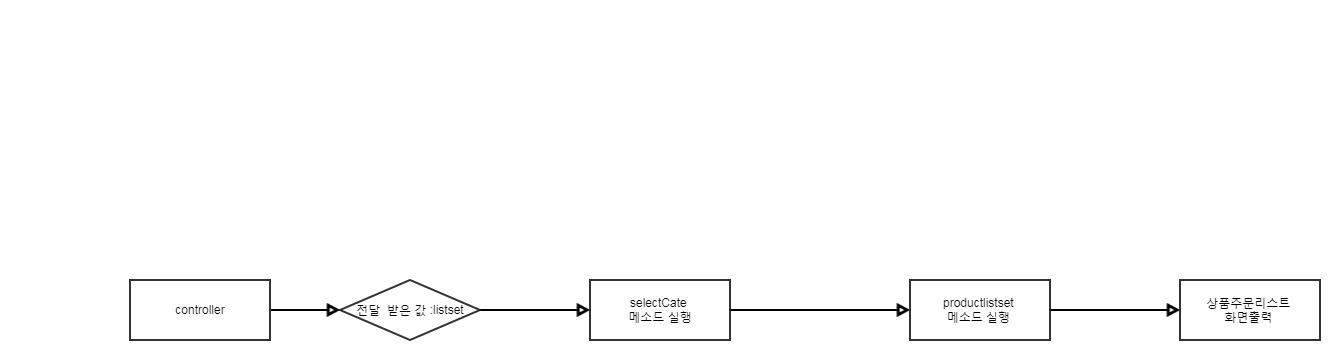 controller
전달 받은 값 :listset
selectCate
메소드 실행
productlistset
메소드 실행
상품주문리스트
화면출력